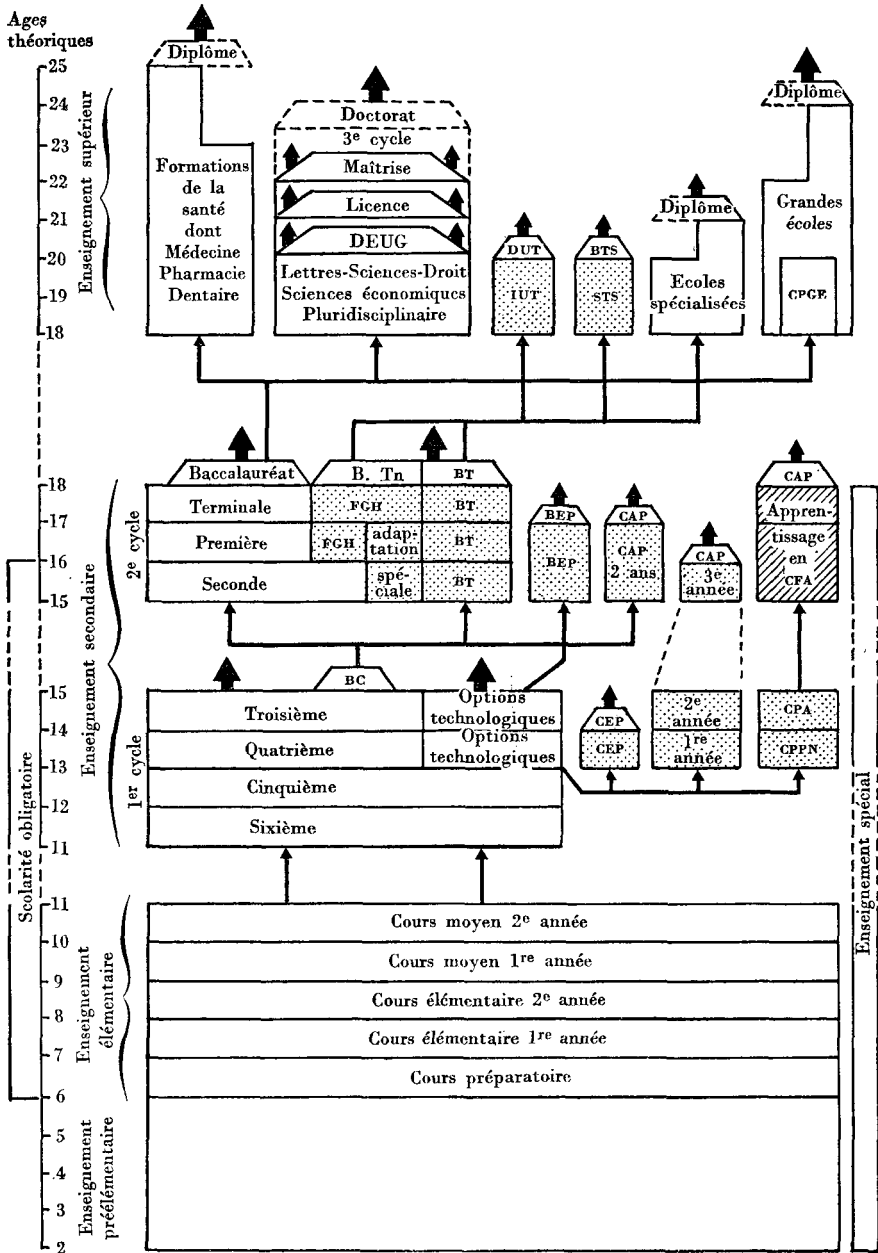 Ages
théoriques
25
24
23
22
21
20
19
18
Enseignement supérieur
Diplôme
Formations
de la
santé
dont
Médecine
Pharmacie
Dentaire
Doctorat
3e cycle
Maîtrise
Licence
DEUG
Lettres-Sciences-Droit
Sciences économiques
Pluridisciplinaire
DUT
IUT
BTS
STS
Diplôme
Ecoles
spécialisées
Diplôme
Grandes
écoles
CPGE
18
17
16
15
Enseignement secondaire
2e cycle
Baccalauréat
B. Tn
BT
Terminale
FGH
BT
Première
FGH
adap-
tation
BT
Seconde
spé-
ciale
BT
BEP
BEP
CAP
CAP
2 ans
CAP
3e
année
CAP
Appren-
tissage
en
CFA
15
14
13
12
11
1er cycle
BC
Troisième
Options
technologiques
Quatrième
Options
technologiques
Cinquième
Sixième
CEP
CEP
2e
année
1re
année
CPA
CPPN
Scolarité obligatoire
Enseignement spécial
11
10
9
8
7
6
Enseignement
élémentaire
Cours moyen 2e année
Cours moyen 1re année
Cours élémentaire 2e année
Cours élémentaire 1re année
Cours préparatoire
5
4
3
2
Enseignement
préélémentaire